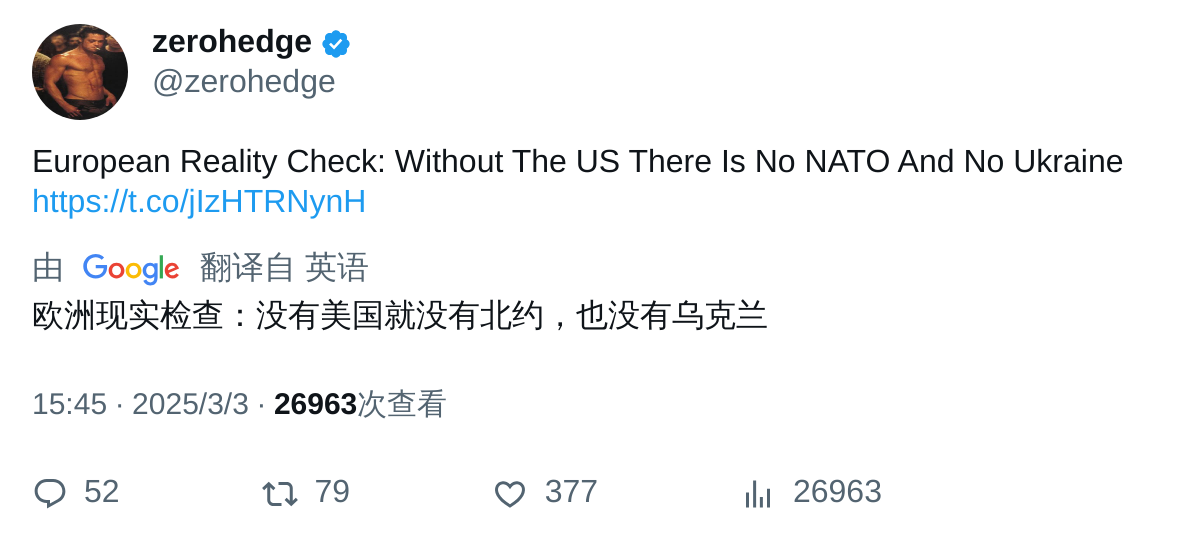 zerohedge
@zerohedge
European Reality Check: Without The US There Is No NATO And No Ukraine
https://t.co/jIzHTRNynH
由 Google 翻译自 英语
欧洲现实检查：没有美国就没有北约，也没有乌克兰
15:45 · 2025/3/3 · 26963次查看
52 79 377 26963